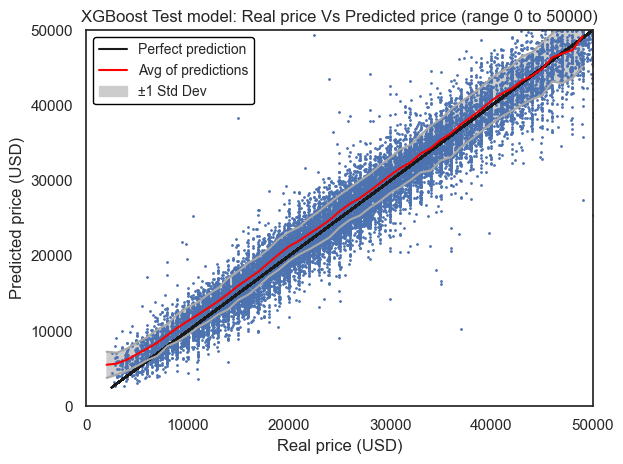 XGBoost Test model: Real price Vs Predicted price (range 0 to 50000)
Perfect prediction
Avg of predictions
±1 Std Dev
Predicted price (USD)
50000
40000
30000
20000
10000
0
0 10000 20000 30000 40000 50000
Real price (USD)